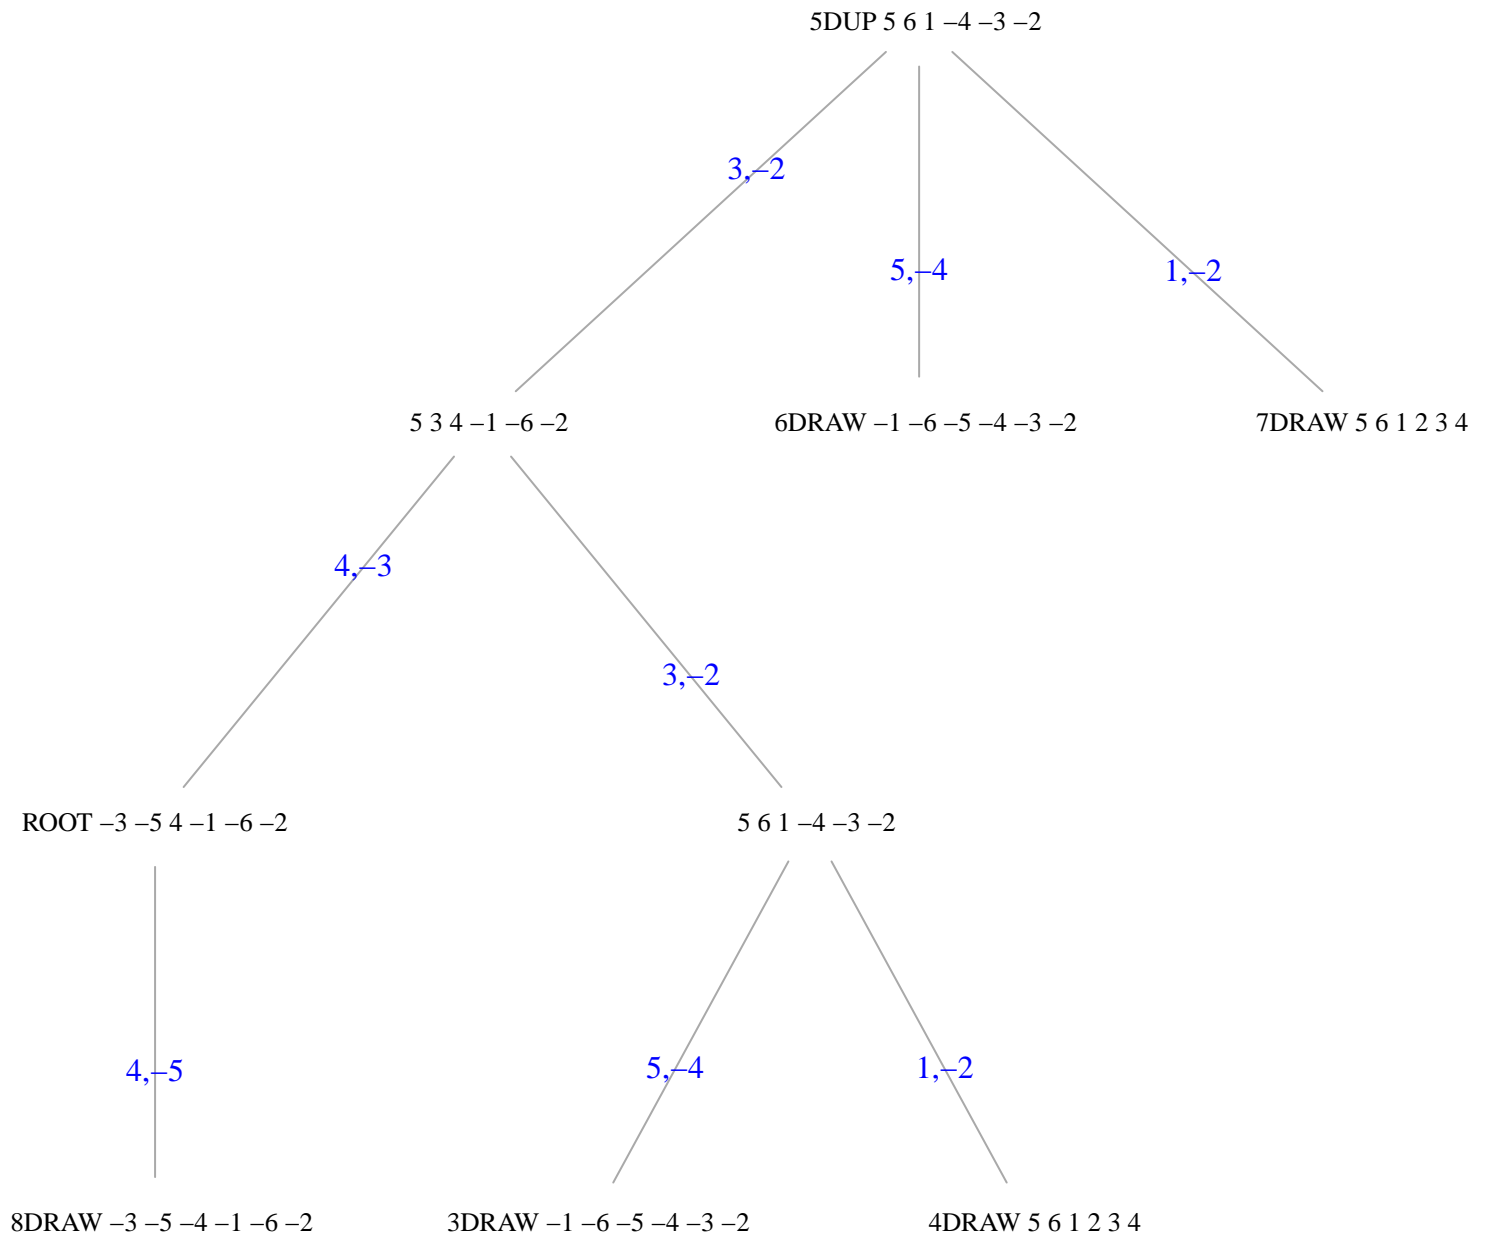 5DUP 5 6 1 –4 –3 –2
3,–2
5,–4
1,–2
5 3 4 –1 –6 –2
6DRAW –1 –6 –5 –4 –3 –2
7DRAW 5 6 1 2 3 4
4,–3
3,–2
ROOT –3 –5 4 –1 –6 –2
5 6 1 –4 –3 –2
4,–5
5,–4
1,–2
8DRAW –3 –5 –4 –1 –6 –2
3DRAW –1 –6 –5 –4 –3 –2
4DRAW 5 6 1 2 3 4